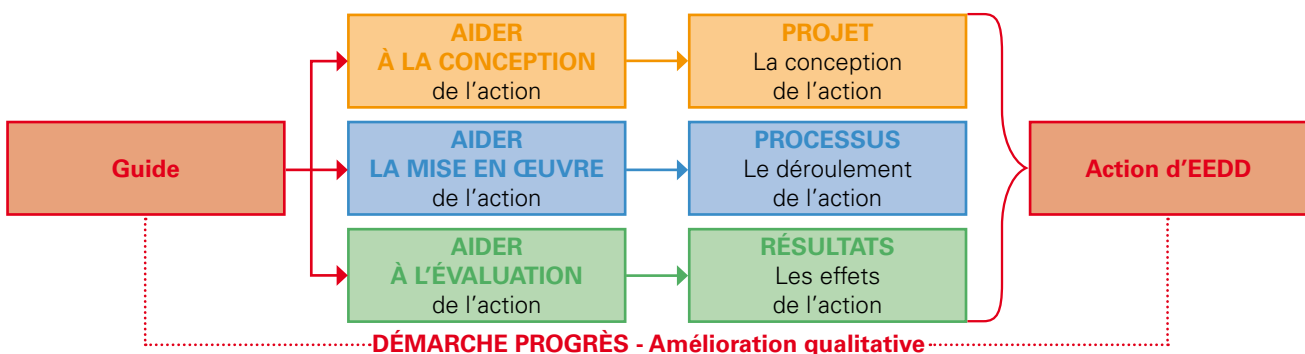 AIDER
À LA CONCEPTION
de l'action
PROJET
La conception
de l'action
Guide
AIDER
LA MISE EN ŒUVRE
de l'action
PROCESSUS
Le déroulement
de l'action
Action d'EEDD
AIDER
À L'ÉVALUATION
de l'action
RÉSULTATS
Les effets
de l'action
DÉMARCHE PROGRÈS - Amélioration qualitative